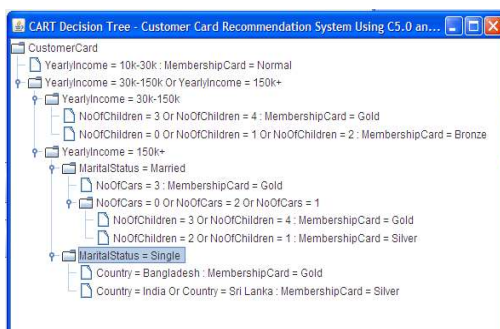 CART Decision Tree - Customer Card Recommendation System Using C5.0 an...
CustomerCard
YearlyIncome = 10k-30k : MembershipCard = Normal
YearlyIncome = 30k-150k Or YearlyIncome = 150k+
YearlyIncome = 30k-150k
NoOfChildren = 3 Or NoOfChildren = 4 : MembershipCard = Gold
NoOfChildren = 0 Or NoOfChildren = 1 Or NoOfChildren = 2 : MembershipCard = Bronze
YearlyIncome = 150k+
MaritalStatus = Married
NoOfCars = 3 : MembershipCard = Gold
NoOfCars = 0 Or NoOfCars = 2 Or NoOfCars = 1
NoOfChildren = 3 Or NoOfChildren = 4 : MembershipCard = Gold
NoOfChildren = 2 Or NoOfChildren = 1 : MembershipCard = Silver
MaritalStatus = Single
Country = Bangladesh : MembershipCard = Gold
Country = India Or Country = Sri Lanka : MembershipCard = Silver